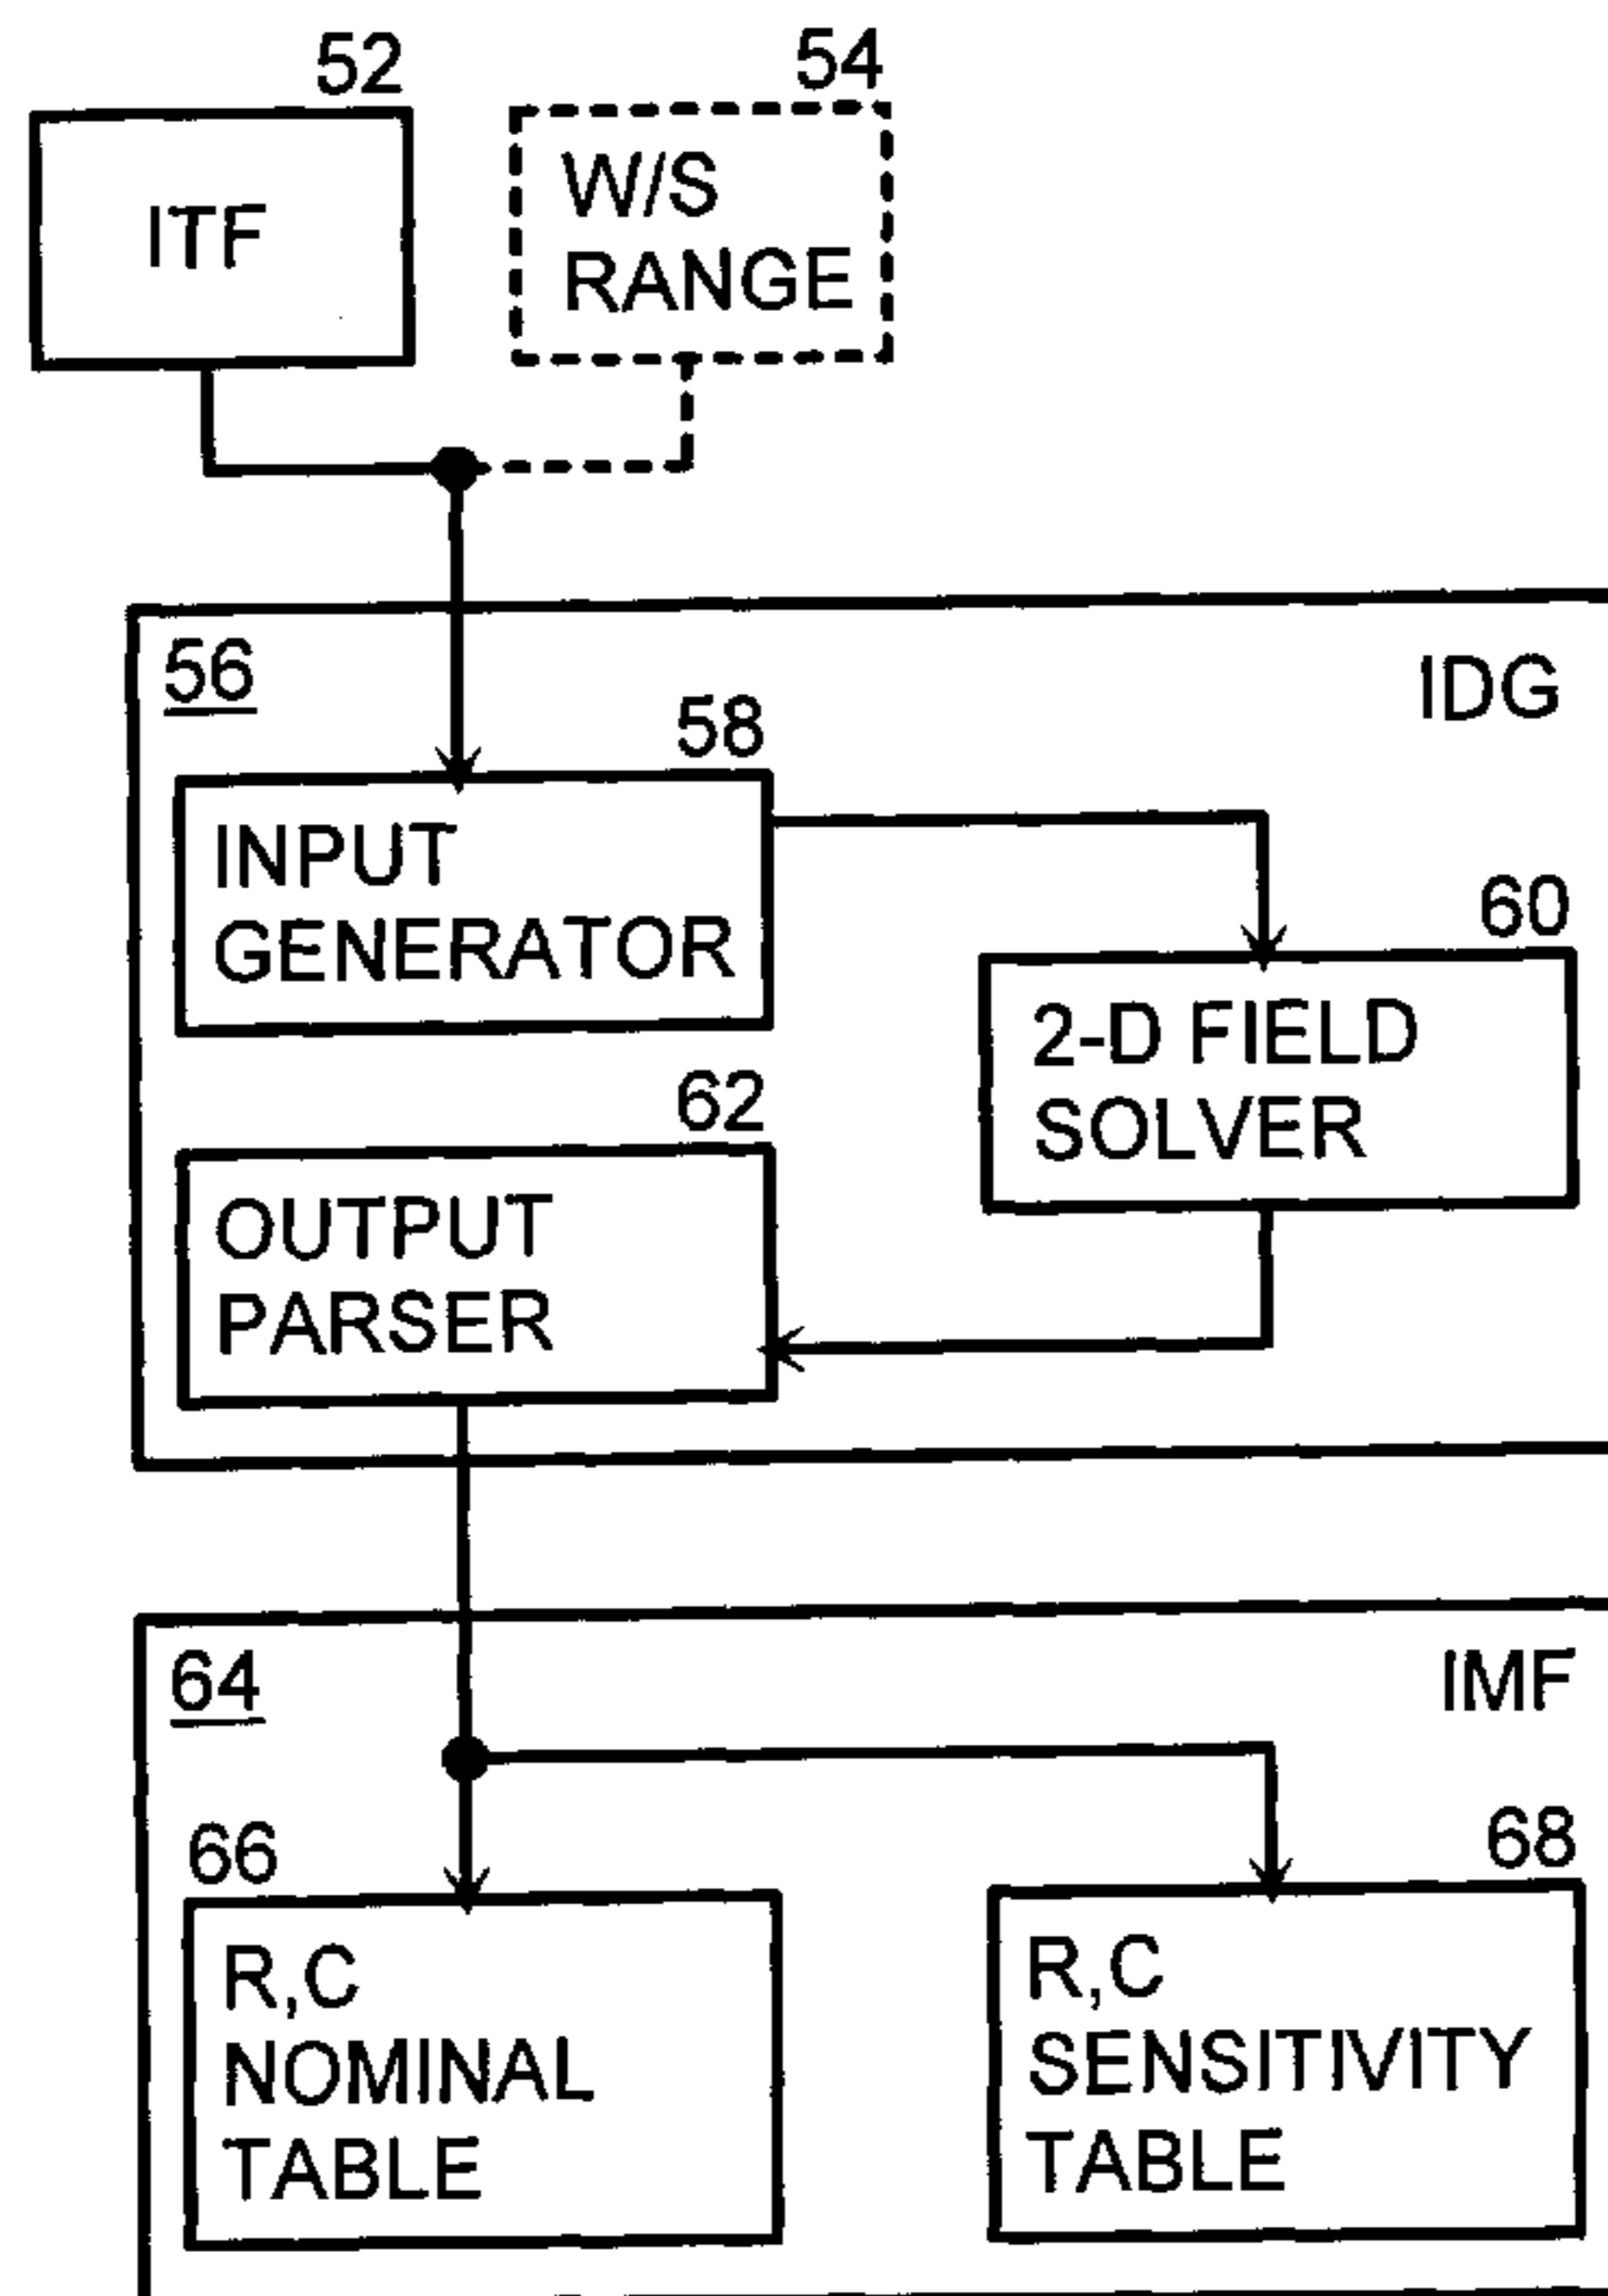 52
54
ITF
W/S
RANGE
56
IDG
58
INPUT
GENERATOR
60
2-D FIELD
SOLVER
62
OUTPUT
PARSER
64
IMF
66
68
R,C
NOMINAL
TABLE
R,C
SENSITIVITY
TABLE